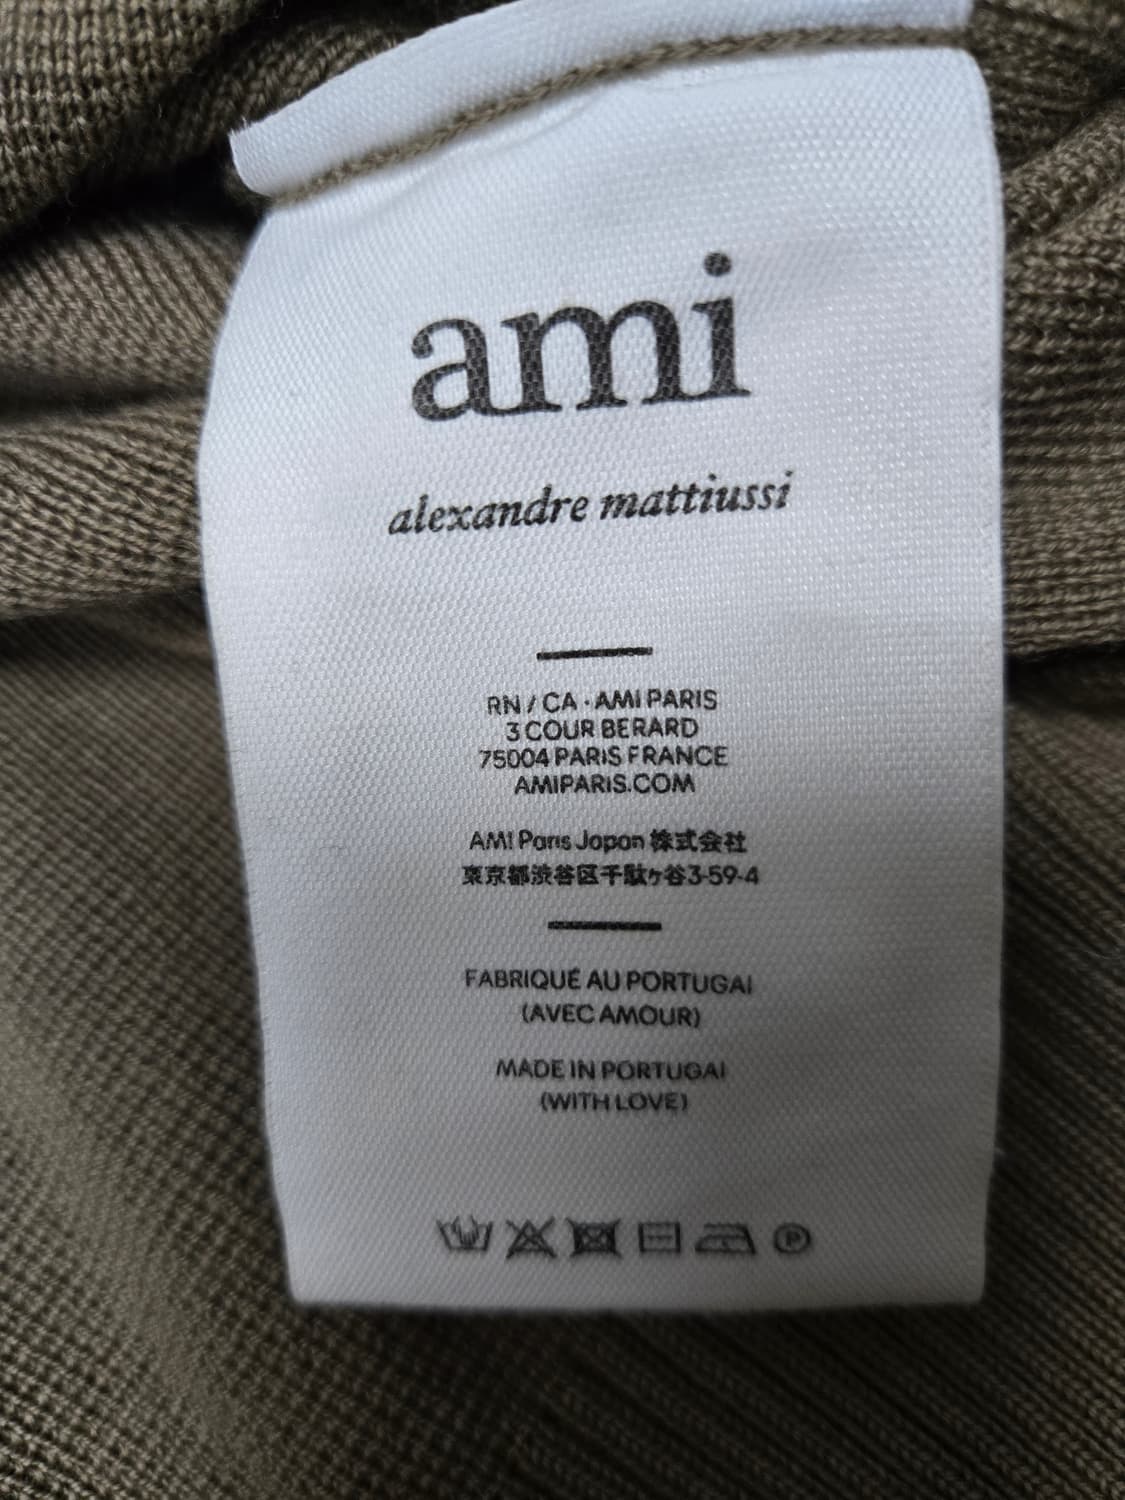 ami
alexandre mattiussi
RN / CA · AMI PARIS
3 COUR BERARD
75004 PARIS FRANCE
AMIPARIS.COM
AMI Paris Japan 株式会社
東京都渋谷区千駄ヶ谷3-59-4
FABRIQUÉ AU PORTUGAL
(AVEC AMOUR)
MADE IN PORTUGAL
(WITH LOVE)
P